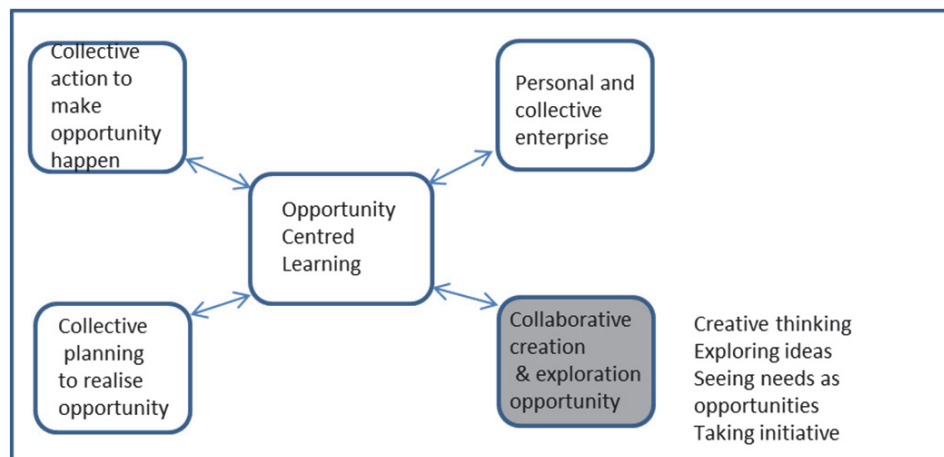 Collective
action to
make
opportunity
happen
Personal and
collective
enterprise
Opportunity
Centred
Learning
Collective
planning
to realise
opportunity
Collaborative
creation
& exploration
opportunity
Creative thinking
Exploring ideas
Seeing needs as
opportunities
Taking initiative